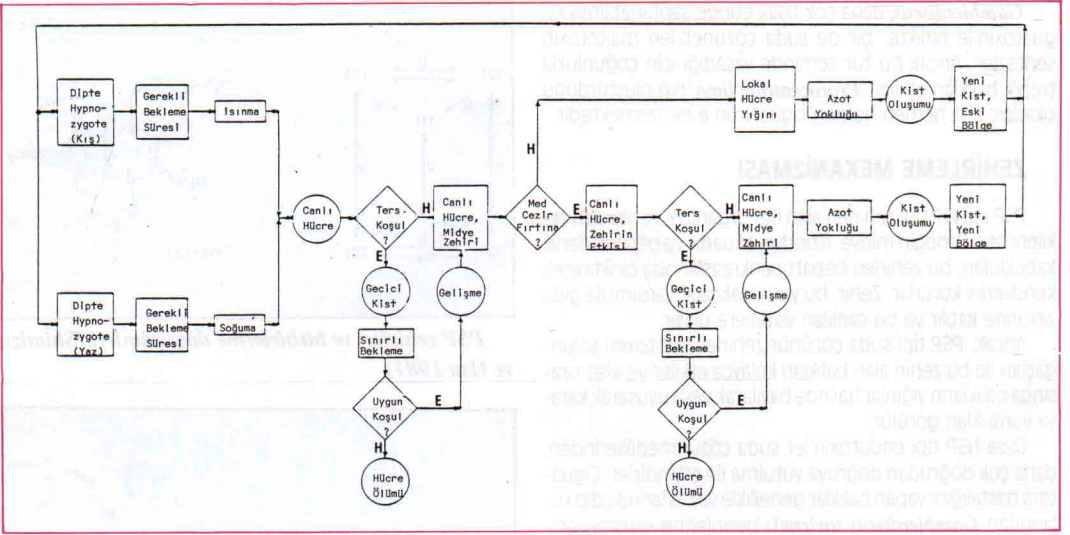 Dipte
Hypno-
zygote
(Kış)
Gerekli
Bekleme
SÜresi
Isınma
Dipte
Hypno-
zygote
(Yaz)
Gerekli
Bekleme
SÜresi
Soğuma
Canlı
Hücre
Ters-
Koşul
?
H
E
Geçici
Kist
Sınırlı
Bekleme
Uygun
Koşul
?
E
H
Hücre
Ölümü
Gelişme
Canlı
Hücre,
Midye
Zehiri
Med
Cezir
Fırtına
?
H
E
Lokal
Hücre
Yığını
Azot
Yokluğu
Kist
Oluşumu
Yeni
Kist,
Eski
Bölge
Canlı
Hücre,
Zehirin
Etkisi
Ters
Koşul
?
H
E
Geçici
Kist
Sınırlı
Bekleme
Uygun
Koşul
?
E
H
Hücre
Ölümü
Gelişme
Canlı
Hücre,
Midye
Zehiri
Azot
Yokluğu
Kist
Oluşumu
Yeni
Kist,
Yeni
Bölge
ZEHİRLEME MEKANİZMASI